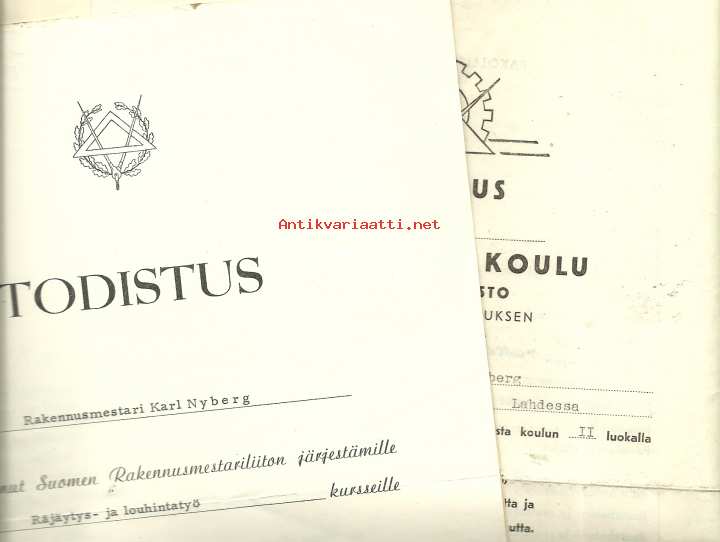 Antikvariaatti.net
TODISTUS
Rakennusmestari Karl Nyberg
nut Suomen Rakennusmestariliiton järjestämille
Räjäytys- ja louhintatyö kursseille
US
KOULU
STO
UKSEN
berg
Lahdessa
sta koulun II luokalla
tta ja
utta.